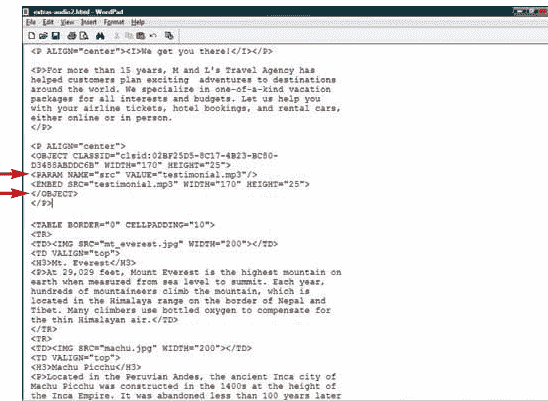 extras-audio2.html - WordPad
File Edit View Insert Format Help
<P ALIGN="center"><I>We get you there!</I></P>
<P>For more than 15 years, M and L's Travel Agency has
helped customers plan exciting adventures to destinations
around the world. We specialize in one-of-a-kind vacation
packages for all interests and budgets. Let us help you
with your airline tickets, hotel bookings, and rental cars,
either online or in person.
</P>
<P ALIGN="center">
<OBJECT CLASSID="clsid:02BF25D5-8C17-4B23-BC80-
D3488ABDDC6B" WIDTH="170" HEIGHT="25">
<PARAM NAME="src" VALUE="testimonial.mp3"/>
<EMBED SRC="testimonial.mp3" WIDTH="170" HEIGHT="25">
</OBJECT>
</P>
<TABLE BORDER="0" CELLPADDING="10">
<TR>
<TD><IMG SRC="mt_everest.jpg" WIDTH="200"></TD>
<TD VALIGN="top">
<H3>Mt. Everest</H3>
<P>At 29,029 feet, Mount Everest is the highest mountain on
earth when measured from sea level to summit. Each year,
hundreds of mountaineers climb the mountain, which is
located in the Himalaya range on the border of Nepal and
Tibet. Many climbers use bottled oxygen to compensate for
the thin Himalayan air.</TD>
</TR>
<TR>
<TD><IMG SRC="machu.jpg" WIDTH="200"></TD>
<TD VALIGN="top">
<H3>Machu Picchu</H3>
<P>Located in the Peruvian Andes, the ancient Inca city of
Machu Picchu was constructed in the 1400s at the height of
the Inca Empire. It was abandoned less than 100 years later